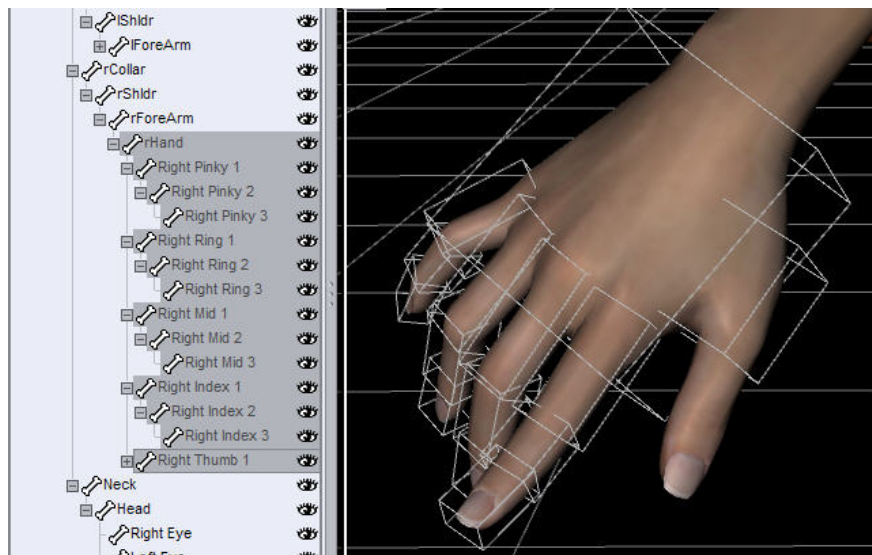 lShldr
lForeArm
rCollar
rShldr
rForeArm
rHand
Right Pinky 1
Right Pinky 2
Right Pinky 3
Right Ring 1
Right Ring 2
Right Ring 3
Right Mid 1
Right Mid 2
Right Mid 3
Right Index 1
Right Index 2
Right Index 3
Right Thumb 1
Neck
Head
Right Eye
Left Eye